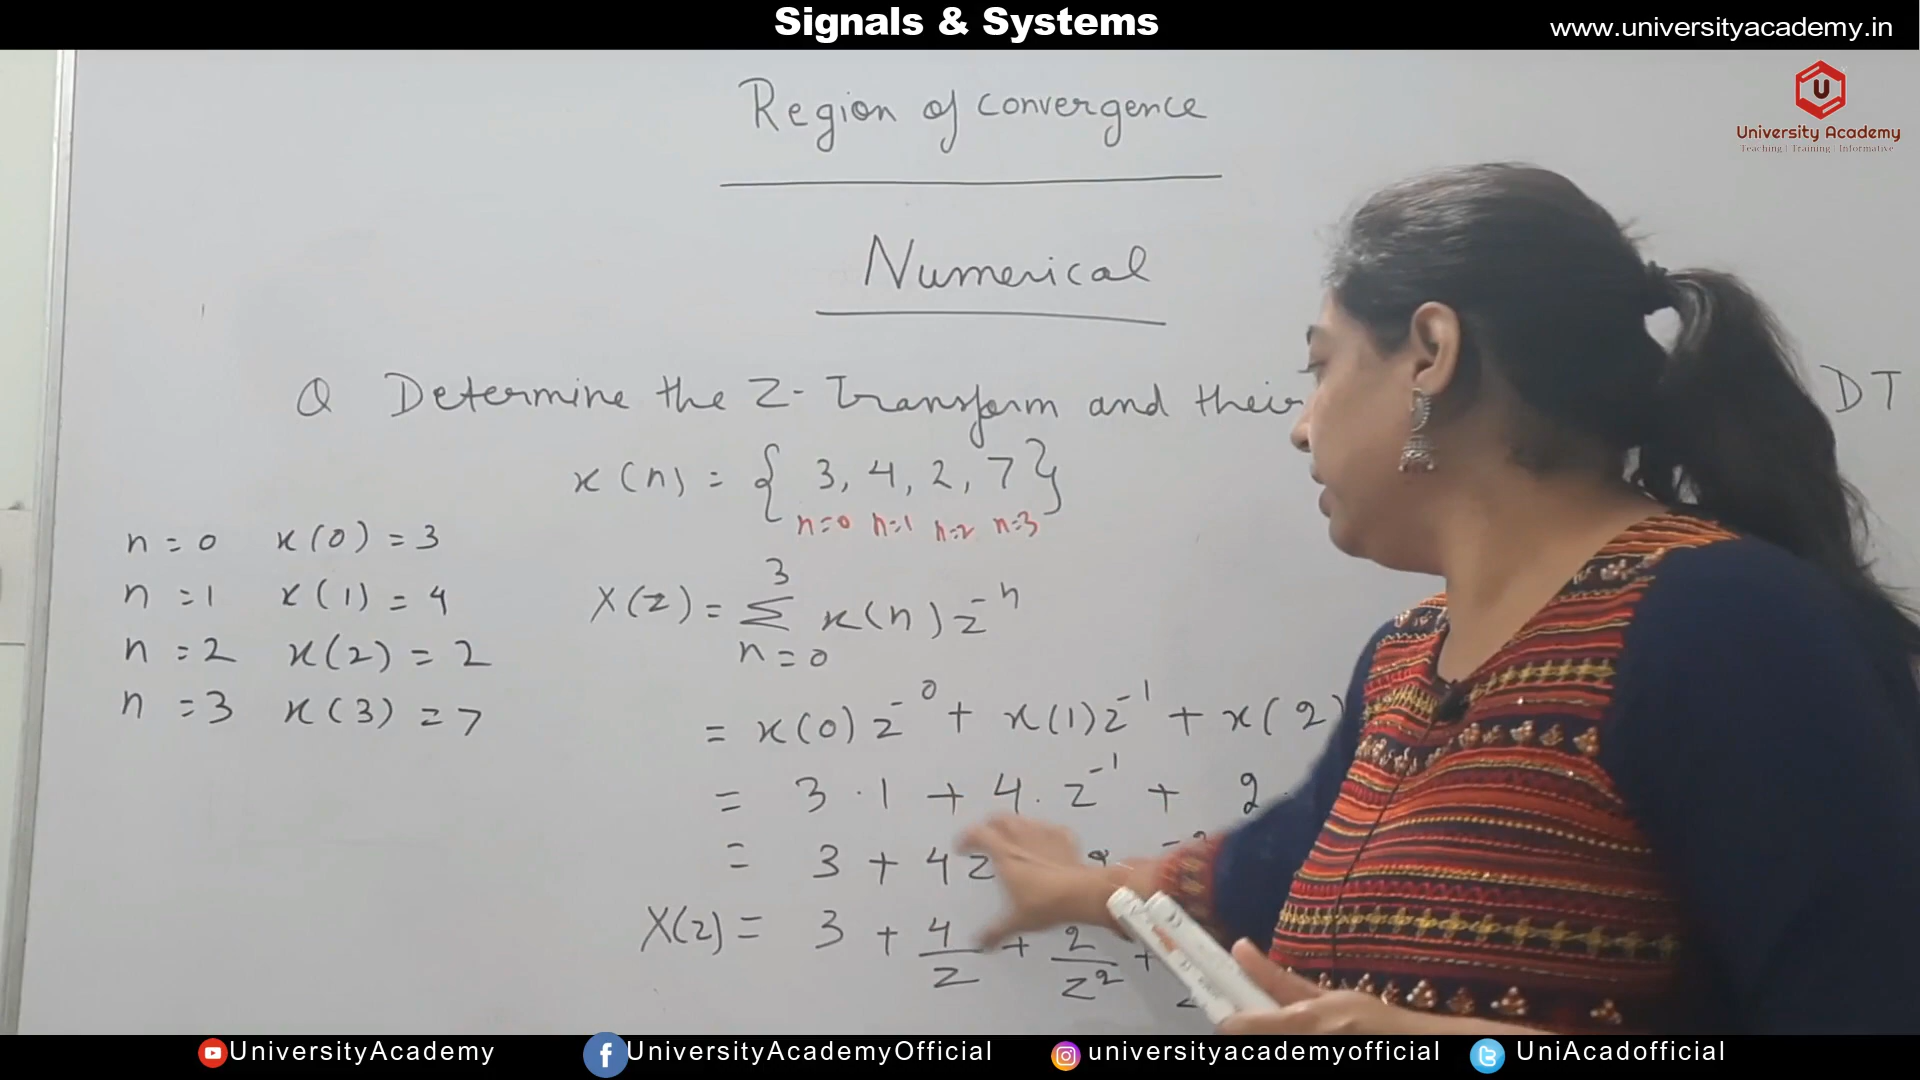 Signals & Systems
www.universityacademy.in
U
University Academy
Teaching | Training | Informative
Region of convergence
Numerical
Q Determine the Z-Transform and their DT
x(n) = { 3, 4, 2, 7 }
n=0 n=1 n=2 n=3
n = 0 x(0) = 3
n = 1 x(1) = 4
n = 2 x(2) = 2
n = 3 x(3) = 7
X(z) = 3 Σ n=0 x(n) z⁻ⁿ
= x(0) z⁻⁰ + x(1) z⁻¹ + x(2)
= 3 · 1 + 4 · z⁻¹ + 2 ·
= 3 + 4z
X(z) = 3 + 4/z + 2/z² +
UniversityAcademy
UniversityAcademyOfficial
universityacademyofficial
UniAcadofficial